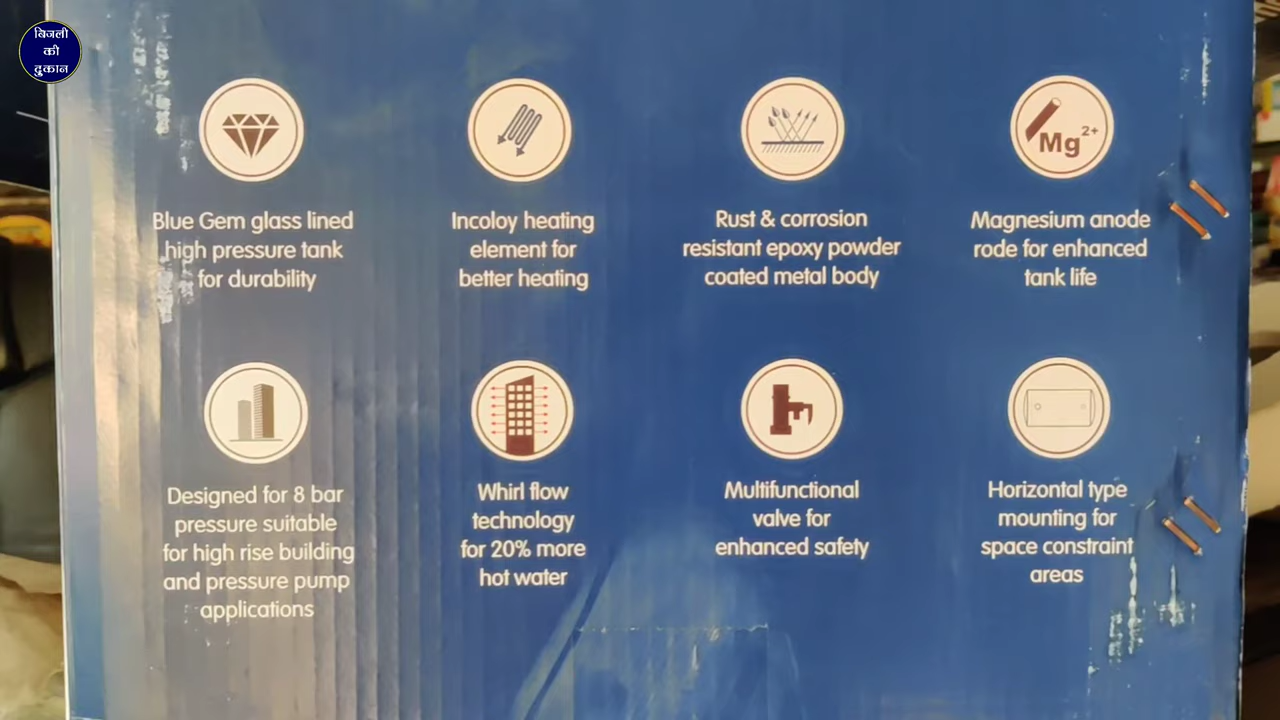 बिजली
की
दुकान
Mg²⁺
Blue Gem glass lined
high pressure tank
for durability
Incoloy heating
element for
better heating
Rust & corrosion
resistant epoxy powder
coated metal body
Magnesium anode
rode for enhanced
tank life
Designed for 8 bar
pressure suitable
for high rise building
and pressure pump
applications
Whirl flow
technology
for 20% more
hot water
Multifunctional
valve for
enhanced safety
Horizontal type
mounting for
space constraint
areas